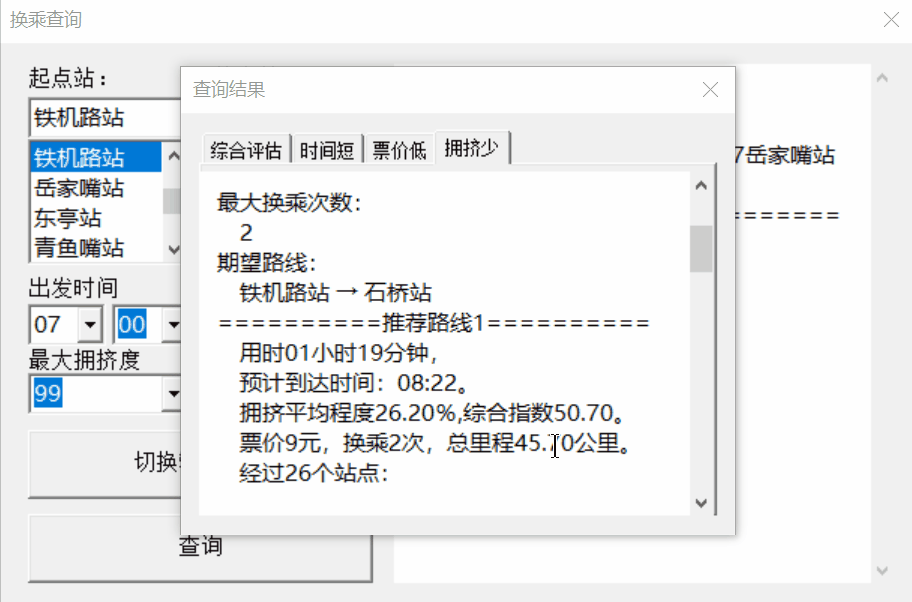 换乘查询
起点站：
铁机路站
铁机路站
岳家嘴站
东亭站
青鱼嘴站
出发时间
07
00
最大拥挤度
99
切换
查询
7岳家嘴站
=======
查询结果
综合评估
时间短
票价低
拥挤少
最大换乘次数：
2
期望路线：
铁机路站 → 石桥站
==========推荐路线1==========
用时01小时19分钟，
预计到达时间：08:22。
拥挤平均程度26.20%,综合指数50.70。
票价9元，换乘2次，总里程45.70公里。
经过26个站点：